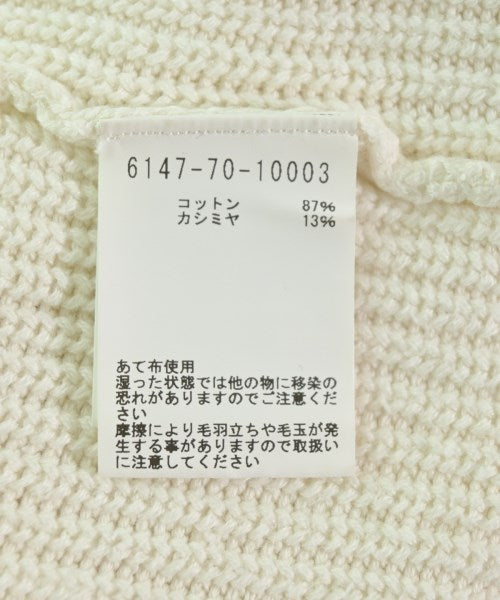 6147-70-10003
コットン 87%
カシミヤ 13%
あて布使用
湿った状態では他の物に移染の
恐れがありますのでご注意くだ
さい
摩擦により毛羽立ちや毛玉が発
生する事がありますので取扱い
に注意してください